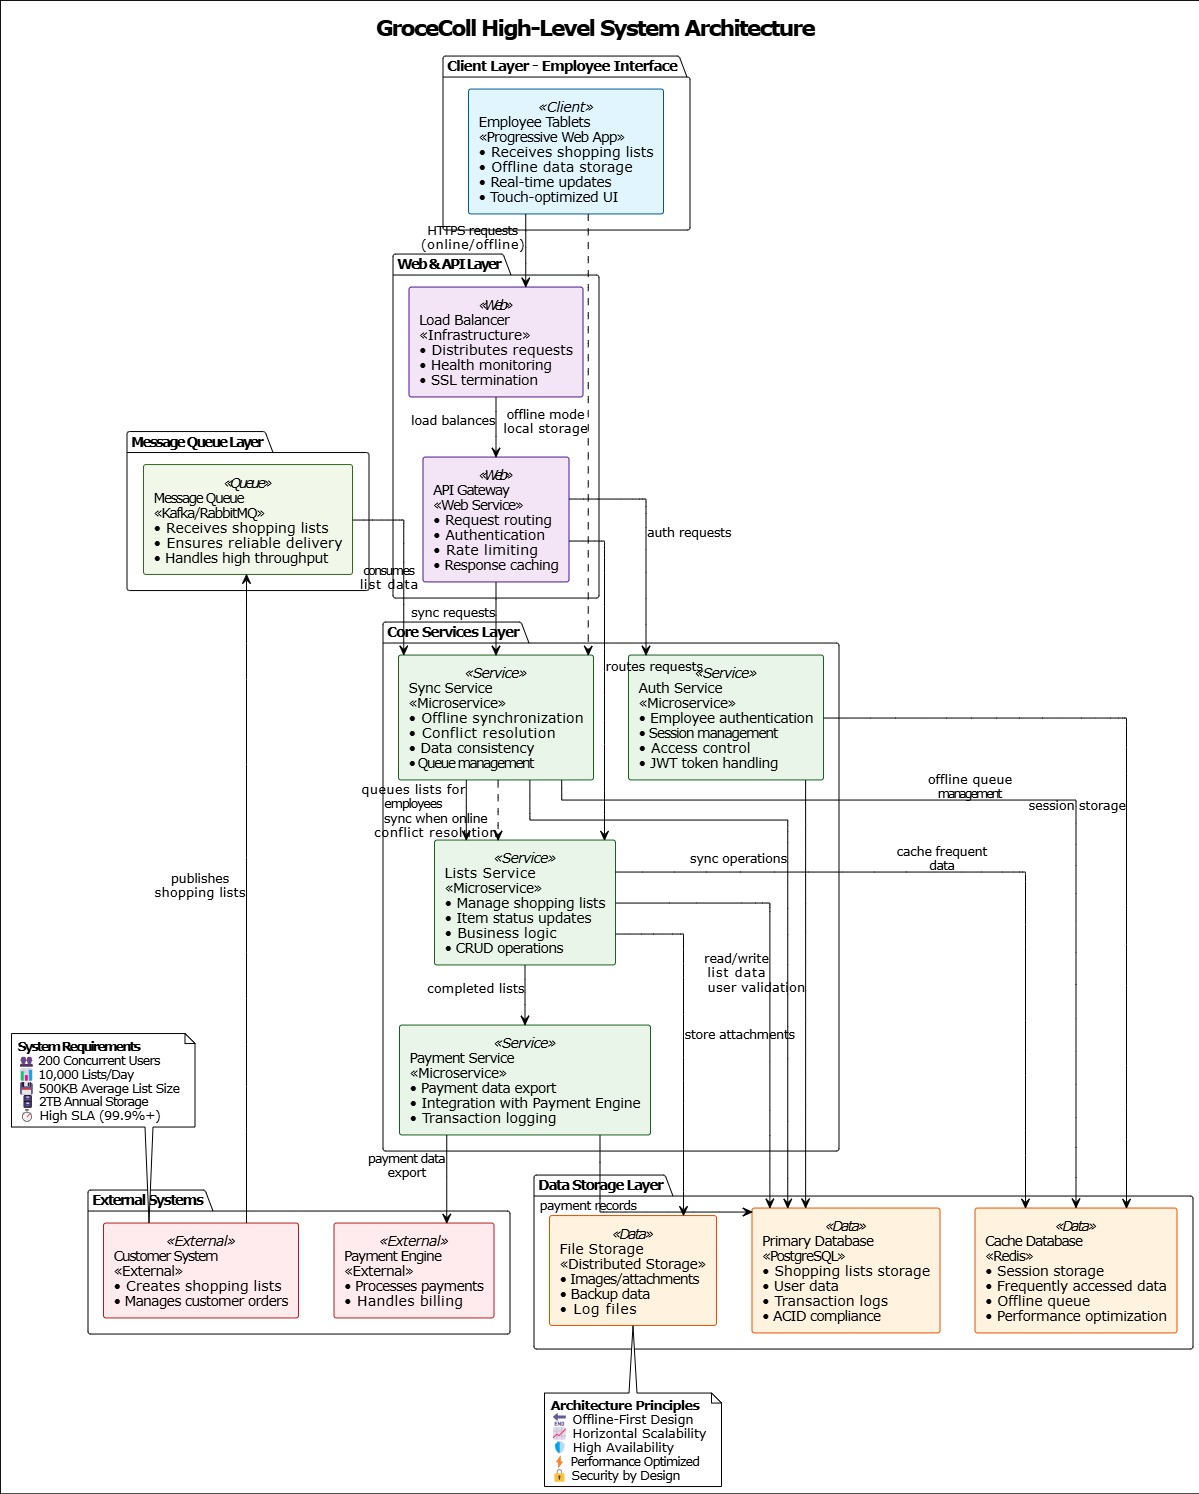 GroceColl High-Level System Architecture
Client Layer - Employee Interface
«Client»
Employee Tablets
«Progressive Web App»
• Receives shopping lists
• Offline data storage
• Real-time updates
• Touch-optimized UI
HTTPS requests
(online/offline)
Web & API Layer
«Web»
Load Balancer
«Infrastructure»
• Distributes requests
• Health monitoring
• SSL termination
load balances
offline mode
local storage
Message Queue Layer
«Queue»
Message Queue
«Kafka/RabbitMQ»
• Receives shopping lists
• Ensures reliable delivery
• Handles high throughput
«Web»
API Gateway
«Web Service»
• Request routing
• Authentication
• Rate limiting
• Response caching
auth requests
consumes
list data
sync requests
Core Services Layer
routes requests
«Service»
Sync Service
«Microservice»
• Offline synchronization
• Conflict resolution
• Data consistency
• Queue management
«Service»
Auth Service
«Microservice»
• Employee authentication
• Session management
• Access control
• JWT token handling
queues lists for
employees
sync when online
conflict resolution
offline queue
management
session storage
sync operations
cache frequent
data
publishes
shopping lists
«Service»
Lists Service
«Microservice»
• Manage shopping lists
• Item status updates
• Business logic
• CRUD operations
read/write
list data
user validation
completed lists
store attachments
«Service»
Payment Service
«Microservice»
• Payment data export
• Integration with Payment Engine
• Transaction logging
System Requirements
200 Concurrent Users
10,000 Lists/Day
500KB Average List Size
2TB Annual Storage
High SLA (99.9%+)
payment data
export
External Systems
Data Storage Layer
payment records
«External»
Customer System
«External»
• Creates shopping lists
• Manages customer orders
«External»
Payment Engine
«External»
• Processes payments
• Handles billing
«Data»
File Storage
«Distributed Storage»
• Images/attachments
• Backup data
• Log files
«Data»
Primary Database
«PostgreSQL»
• Shopping lists storage
• User data
• Transaction logs
• ACID compliance
«Data»
Cache Database
«Redis»
• Session storage
• Frequently accessed data
• Offline queue
• Performance optimization
Architecture Principles
🔚 Offline-First Design
Horizontal Scalability
High Availability
Performance Optimized
Security by Design